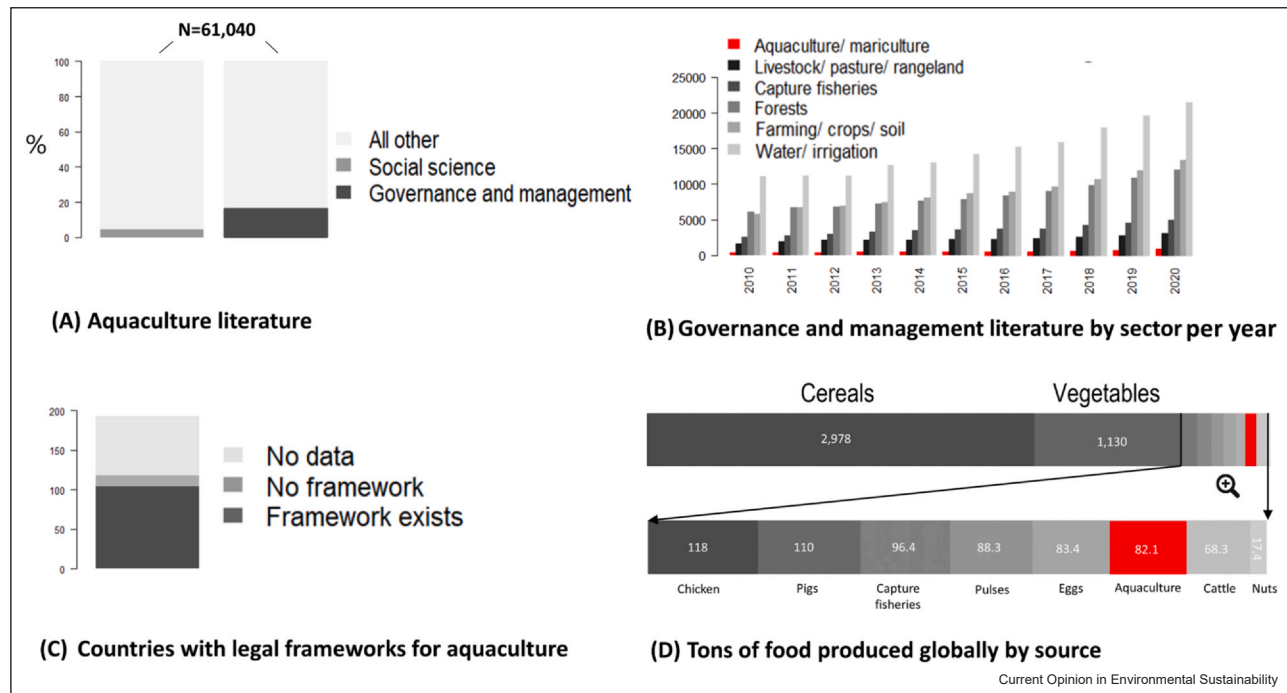 N=61,040
100
80
60
40
20
0
%
All other
Social science
Governance and management
(A) Aquaculture literature
Aquaculture/ mariculture
Livestock/ pasture/ rangeland
Capture fisheries
Forests
Farming/ crops/ soil
Water/ irrigation
25000
20000
15000
10000
5000
0
2010 2011 2012 2013 2014 2015 2016 2017 2018 2019 2020
(B) Governance and management literature by sector per year
200
150
100
50
0
No data
No framework
Framework exists
(C) Countries with legal frameworks for aquaculture
Cereals Vegetables
2,978 1,130
118 110 96.4 88.3 83.4 82.1 68.3 17.4
Chicken Pigs Capture fisheries Pulses Eggs Aquaculture Cattle Nuts
(D) Tons of food produced globally by source
Current Opinion in Environmental Sustainability